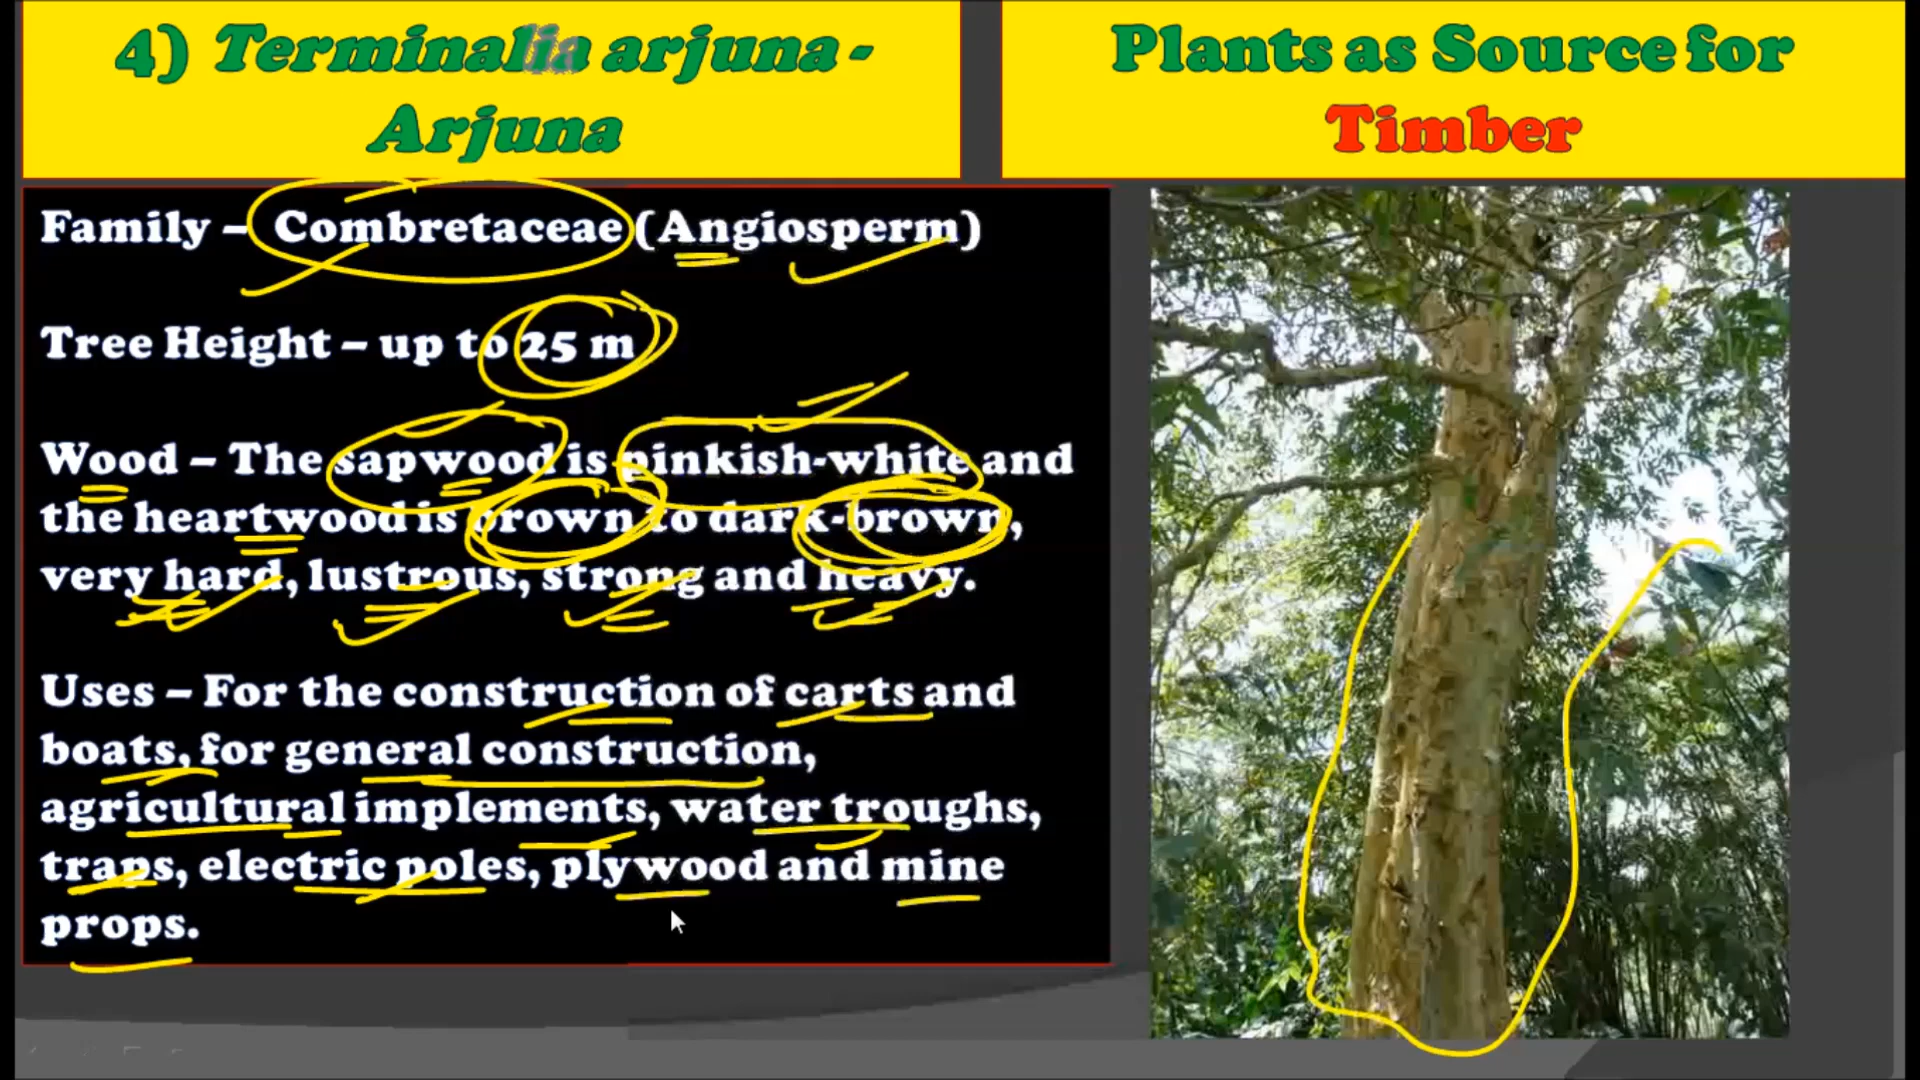 4) Terminalia arjuna -
Arjuna
Plants as Source for
Timber
Family – Combretaceae (Angiosperm)
Tree Height – up to 25 m
Wood – The sapwood is pinkish-white and
the heartwood is brown to dark-brown,
very hard, lustrous, strong and heavy.
Uses – For the construction of carts and
boats, for general construction,
agricultural implements, water troughs,
traps, electric poles, plywood and mine
props.